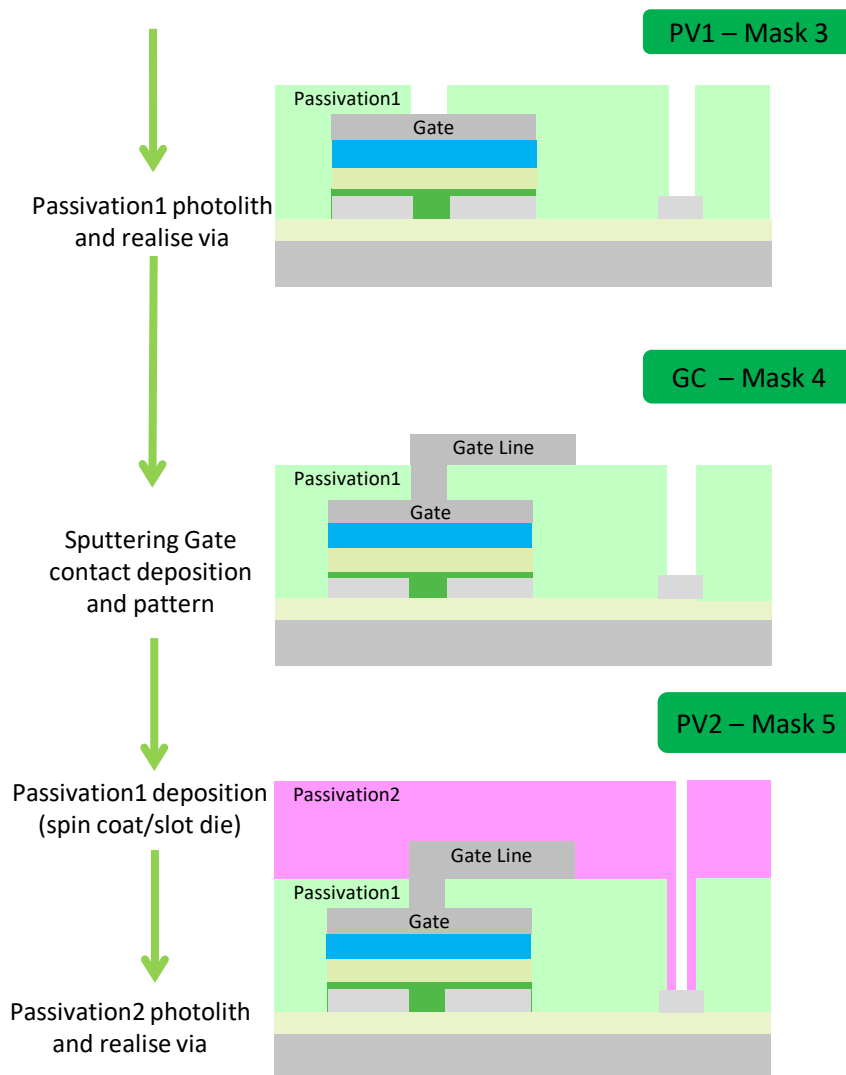 PV1 – Mask 3
Passivation1
Gate
Passivation1 photolith
and realise via
GC – Mask 4
Gate Line
Passivation1
Gate
Sputtering Gate
contact deposition
and pattern
PV2 – Mask 5
Passivation1 deposition
(spin coat/slot die)
Passivation2
Gate Line
Passivation1
Gate
Passivation2 photolith
and realise via